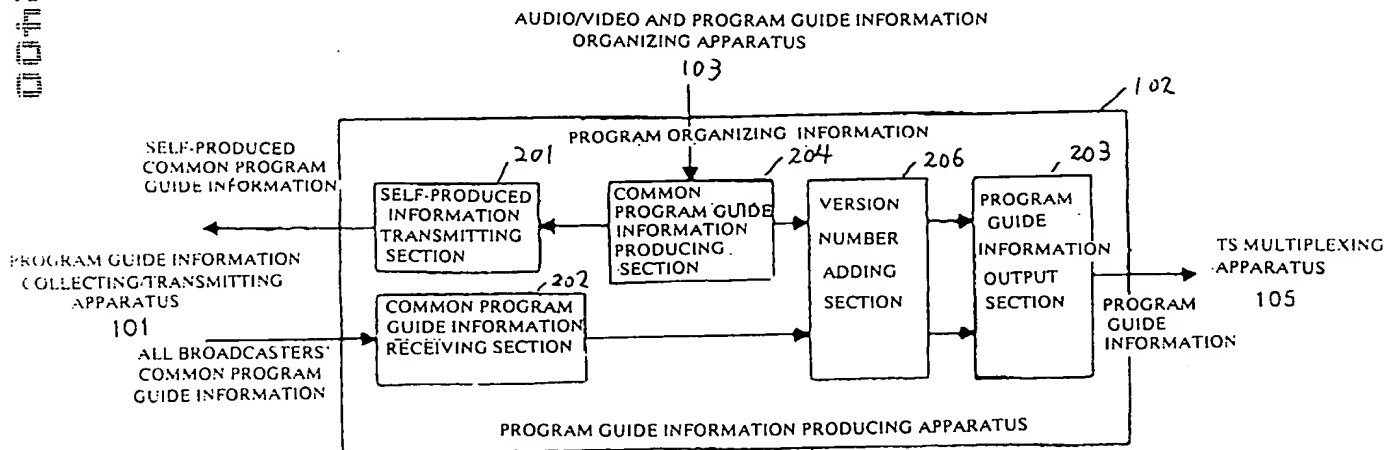 AUDIO/VIDEO AND PROGRAM GUIDE INFORMATION
ORGANIZING APPARATUS
103
102
PROGRAM ORGANIZING INFORMATION
SELF-PRODUCED
COMMON PROGRAM
GUIDE INFORMATION
201
SELF-PRODUCED
INFORMATION
TRANSMITTING
SECTION
204
COMMON
PROGRAM GUIDE
INFORMATION
PRODUCING
SECTION
206
VERSION
NUMBER
ADDING
SECTION
203
PROGRAM
GUIDE
INFORMATION
OUTPUT
SECTION
TS MULTIPLEXING
APPARATUS
105
PROGRAM
GUIDE
INFORMATION
PROGRAM GUIDE INFORMATION
COLLECTING/TRANSMITTING
APPARATUS
101
202
COMMON PROGRAM
GUIDE INFORMATION
RECEIVING SECTION
ALL BROADCASTERS'
COMMON PROGRAM
GUIDE INFORMATION
PROGRAM GUIDE INFORMATION PRODUCING APPARATUS